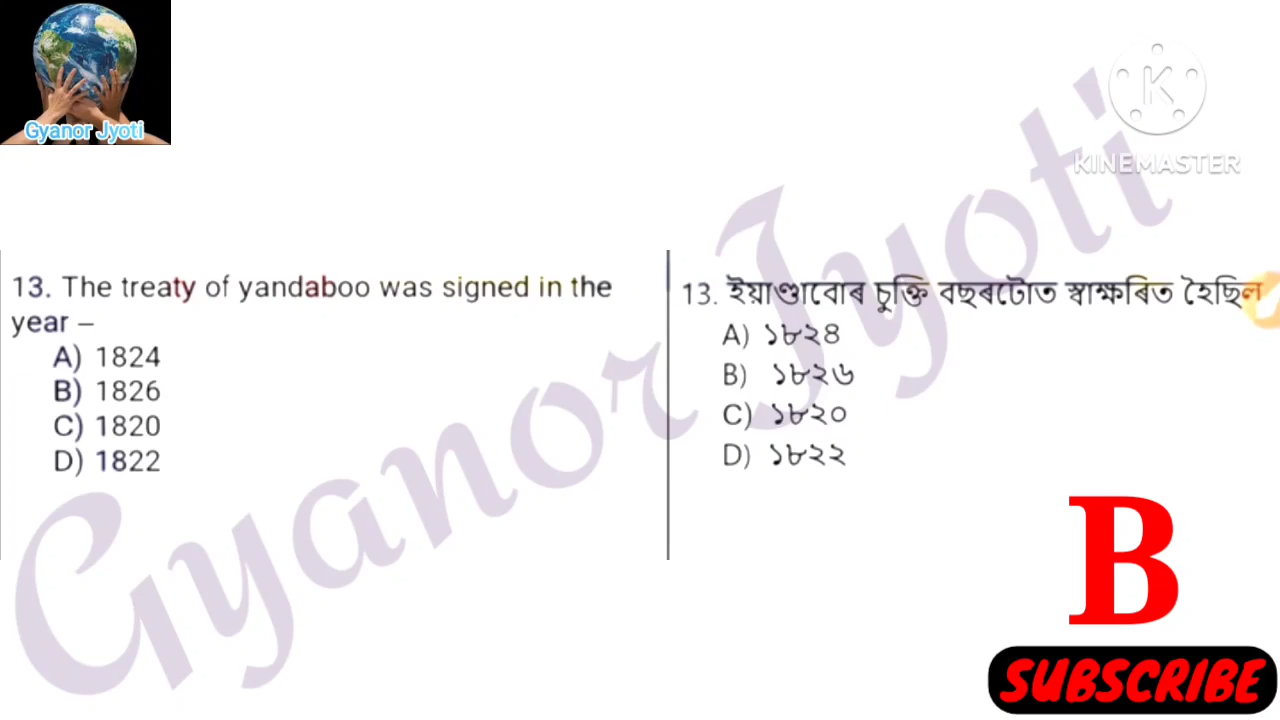 Gyanor Jyoti
K
KINEMASTER
Gyanor Jyoti
13. The treaty of yandaboo was signed in the
year –
A) 1824
B) 1826
C) 1820
D) 1822
13. ইয়াণ্ডাবোৰ চুক্তি বছৰটোত স্বাক্ষৰিত হৈছিল
A) ১৮২৪
B) ১৮২৬
C) ১৮২০
D) ১৮২২
B
SUBSCRIBE